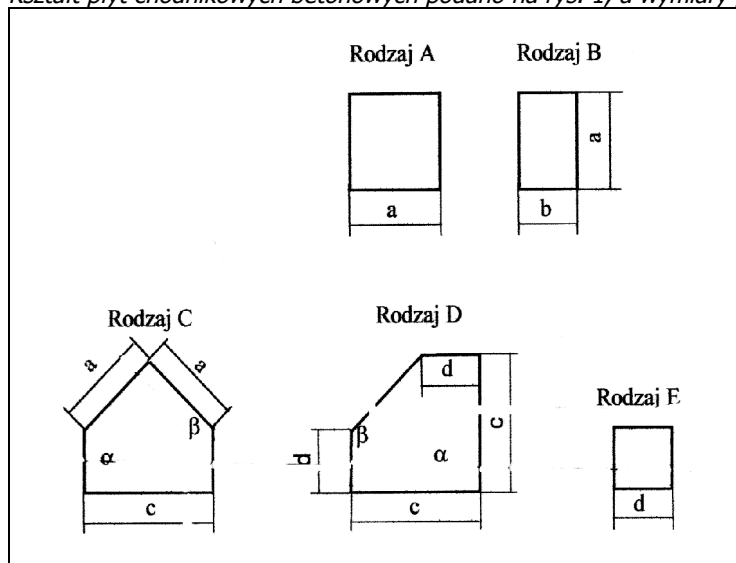 Kształt płyt chodnikowych betonowych podano na rys. 1, a wymiary
Rodzaj A
Rodzaj B
a
b
a
Rodzaj C
Rodzaj D
Rodzaj E
a
a
β
α
c
d
d
β
α
c
c
d